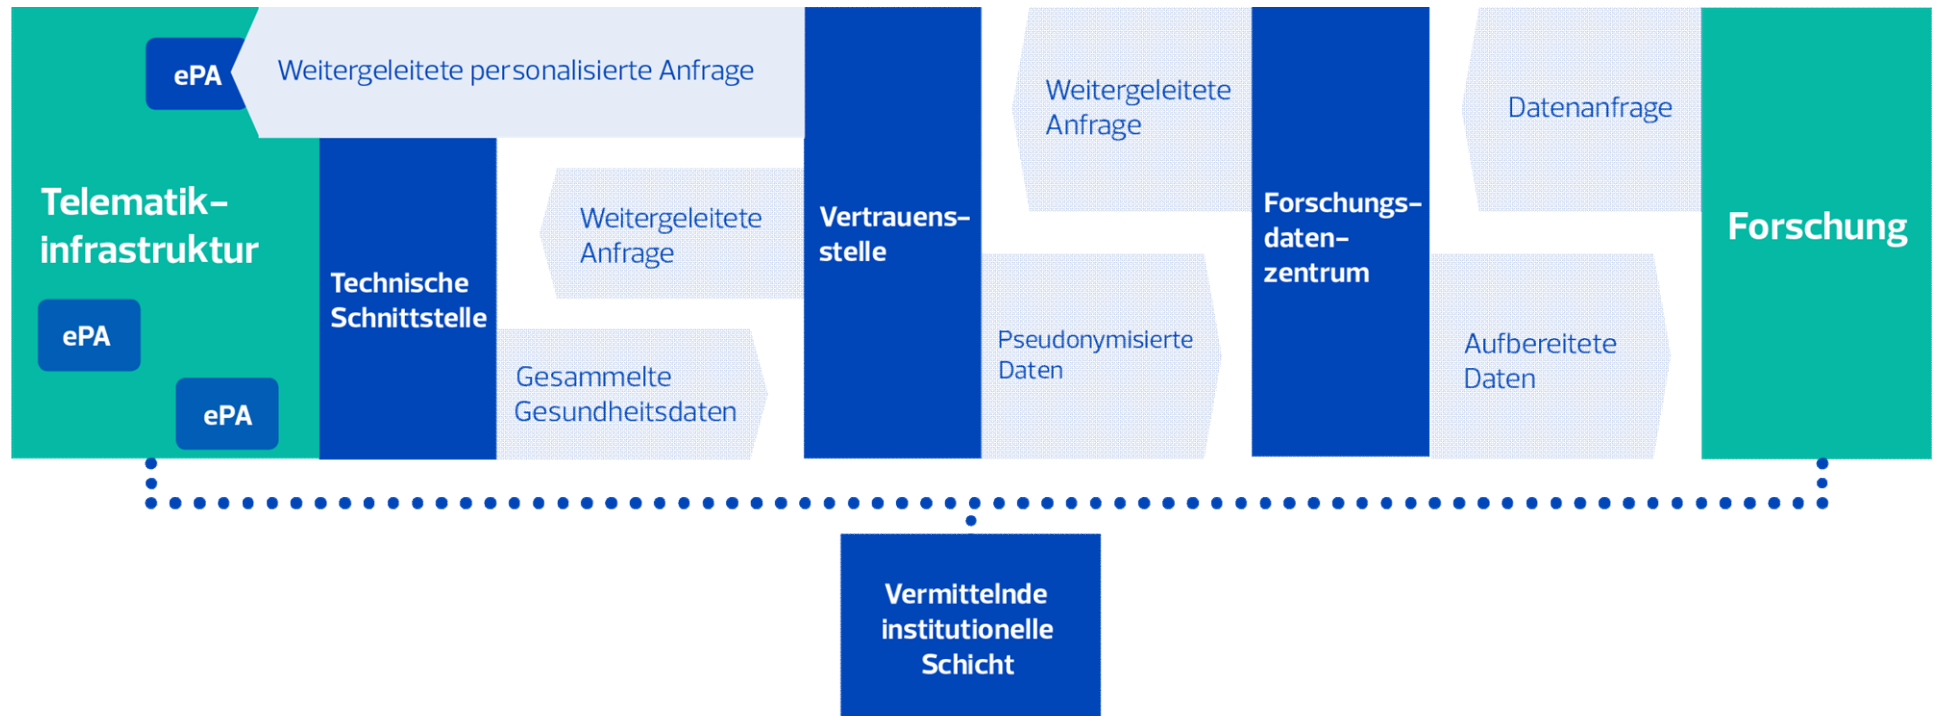 ePA
Weitergeleitete personalisierte Anfrage
Telematik-
infrastruktur
ePA
ePA
Technische
Schnittstelle
Weitergeleitete
Anfrage
Gesammelte
Gesundheitsdaten
Vertrauens-
stelle
Weitergeleitete
Anfrage
Pseudonymisierte
Daten
Forschungs-
daten-
zentrum
Datenanfrage
Aufbereitete
Daten
Forschung
Vermittelnde
institutionelle
Schicht